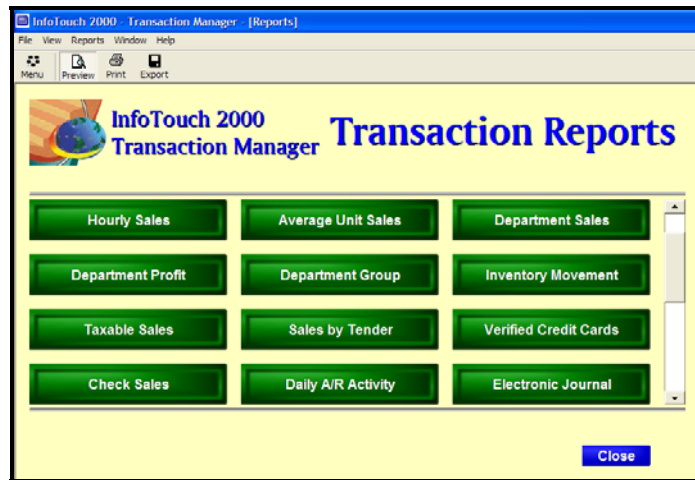 InfoTouch 2000 - Transaction Manager - [Reports]
File View Reports Window Help
Menu Preview Print Export
InfoTouch 2000
Transaction Manager
Transaction Reports
Hourly Sales Average Unit Sales Department Sales
Department Profit Department Group Inventory Movement
Taxable Sales Sales by Tender Verified Credit Cards
Check Sales Daily A/R Activity Electronic Journal
Close